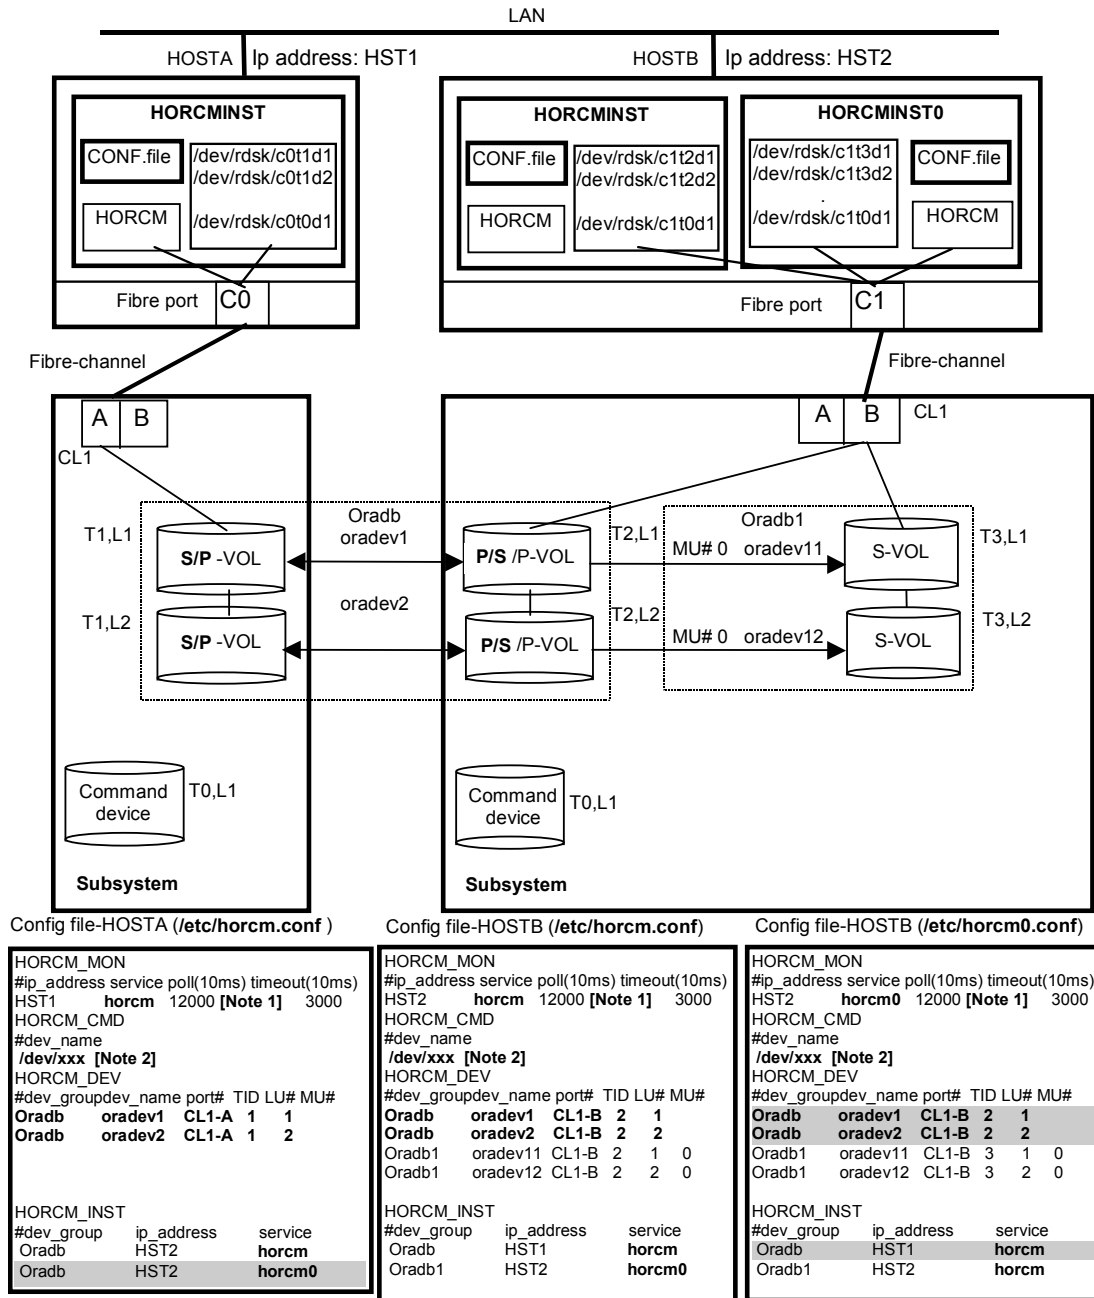 LAN
HOSTA Ip address: HST1
HOSTB Ip address: HST2
HORCMINST
CONF.file
/dev/rdsk/c0t1d1
/dev/rdsk/c0t1d2
HORCM
/dev/rdsk/c0t0d1
Fibre port C0
HORCMINST
CONF.file
/dev/rdsk/c1t2d1
/dev/rdsk/c1t2d2
HORCM
/dev/rdsk/c1t0d1
HORCMINST0
/dev/rdsk/c1t3d1
/dev/rdsk/c1t3d2
.
/dev/rdsk/c1t0d1
CONF.file
HORCM
Fibre port C1
Fibre-channel
Fibre-channel
A B
CL1
A B CL1
Oradb
oradev1
Oradb1
T1,L1
S/P -VOL
T2,L1
P/S /P-VOL
MU# 0 oradev11
S-VOL
T3,L1
oradev2
T1,L2
S/P -VOL
T2,L2
P/S /P-VOL
MU# 0 oradev12
S-VOL
T3,L2
Command
device
T0,L1
Subsystem
Command
device
T0,L1
Subsystem
Config file-HOSTA (/etc/horcm.conf )
HORCM_MON
#ip_address service poll(10ms) timeout(10ms)
HST1 horcm 12000 [Note 1] 3000
HORCM_CMD
#dev_name
/dev/xxx [Note 2]
HORCM_DEV
#dev_groupdev_name port# TID LU# MU#
Oradb oradev1 CL1-A 1 1
Oradb oradev2 CL1-A 1 2
HORCM_INST
#dev_group ip_address service
Oradb HST2 horcm
Oradb HST2 horcm0
Config file-HOSTB (/etc/horcm.conf)
HORCM_MON
#ip_address service poll(10ms) timeout(10ms)
HST2 horcm 12000 [Note 1] 3000
HORCM_CMD
#dev_name
/dev/xxx [Note 2]
HORCM_DEV
#dev_groupdev_name port# TID LU# MU#
Oradb oradev1 CL1-B 2 1
Oradb oradev2 CL1-B 2 2
Oradb1 oradev11 CL1-B 2 1 0
Oradb1 oradev12 CL1-B 2 2 0
HORCM_INST
#dev_group ip_address service
Oradb HST1 horcm
Oradb1 HST2 horcm0
Config file-HOSTB (/etc/horcm0.conf)
HORCM_MON
#ip_address service poll(10ms) timeout(10ms)
HST2 horcm0 12000 [Note 1] 3000
HORCM_CMD
#dev_name
/dev/xxx [Note 2]
HORCM_DEV
#dev_groupdev_name port# TID LU# MU#
Oradb oradev1 CL1-B 2 1
Oradb oradev2 CL1-B 2 2
Oradb1 oradev11 CL1-B 3 1 0
Oradb1 oradev12 CL1-B 3 2 0
HORCM_INST
#dev_group ip_address service
Oradb HST1 horcm
Oradb1 HST2 horcm